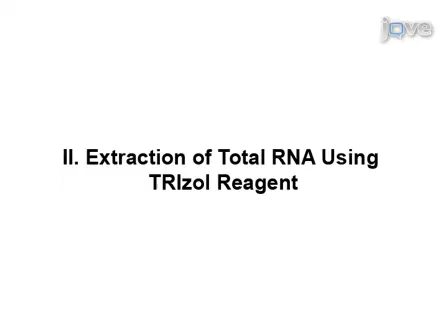 jove
II. Extraction of Total RNA Using
TRIzol Reagent